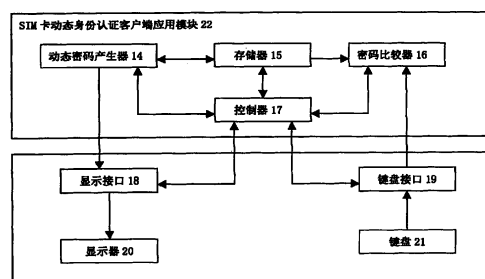 SIM 卡动态身份认证客户端应用模块 22
动态密码产生器 14
存储器 15
密码比较器 16
控制器 17
显示接口 18
键盘接口 19
显示器 20
键盘 21